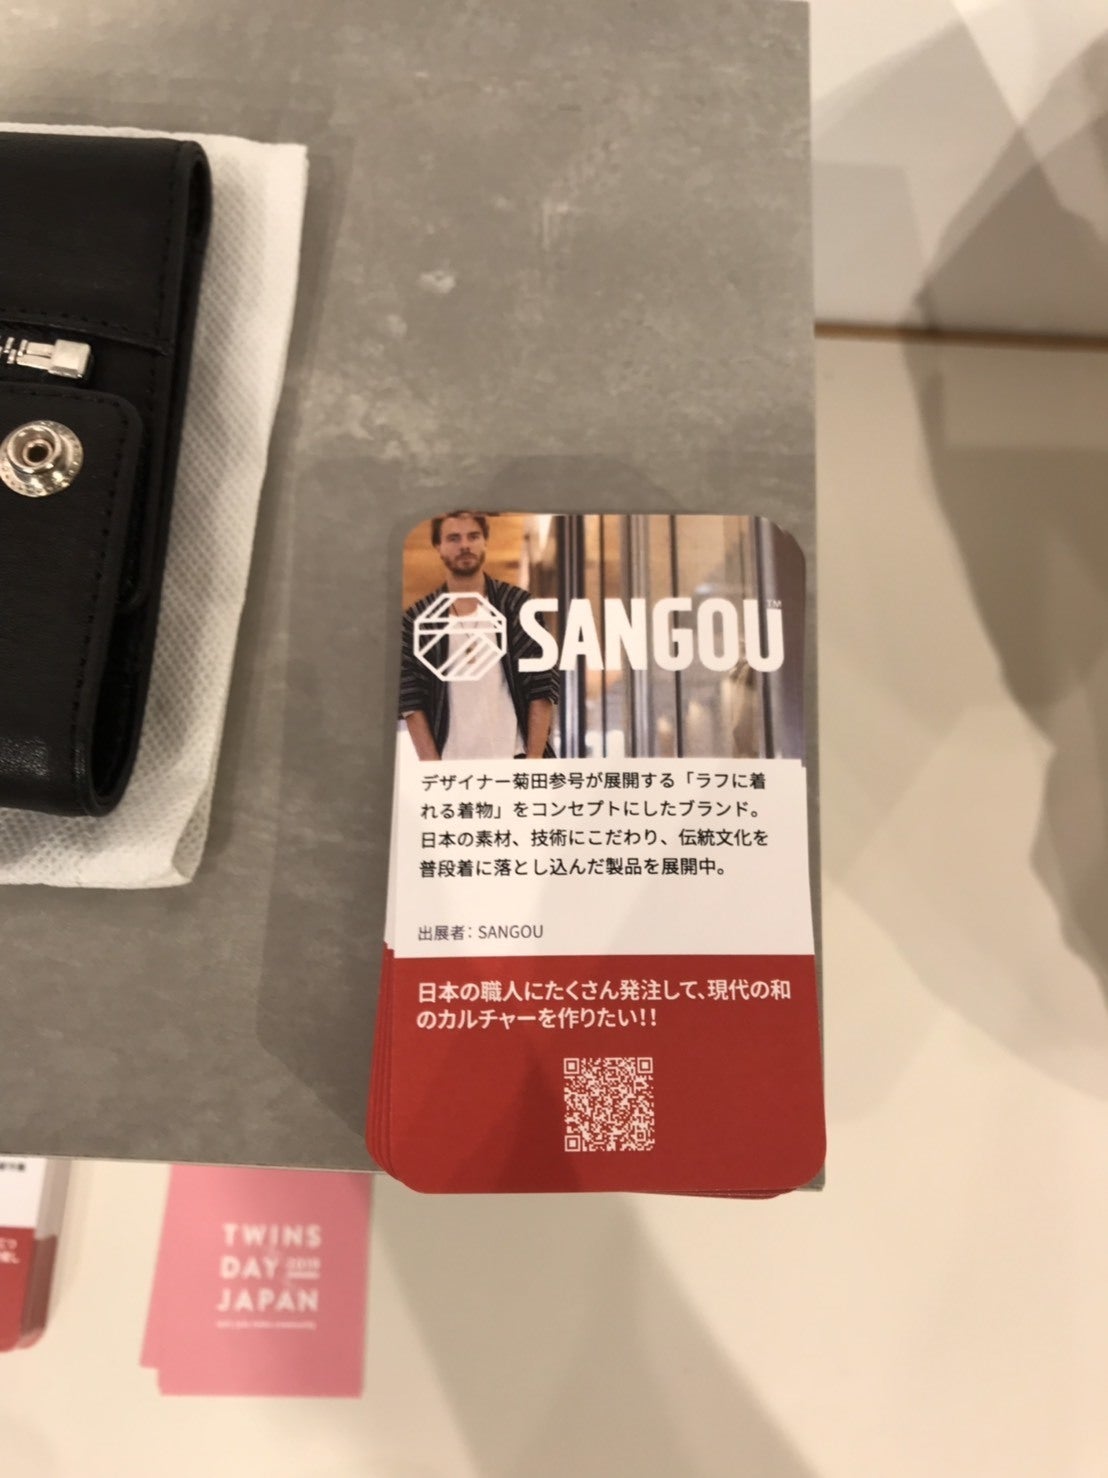 SANGOU™
デザイナー菊田参号が展開する「ラフに着
れる着物」をコンセプトにしたブランド。
日本の素材、技術にこだわり、伝統文化を
普段着に落とし込んだ製品を展開中。
出展者：SANGOU
日本の職人にたくさん発注して、現代の和
のカルチャーを作りたい！！
TWINS
DAY
JAPAN